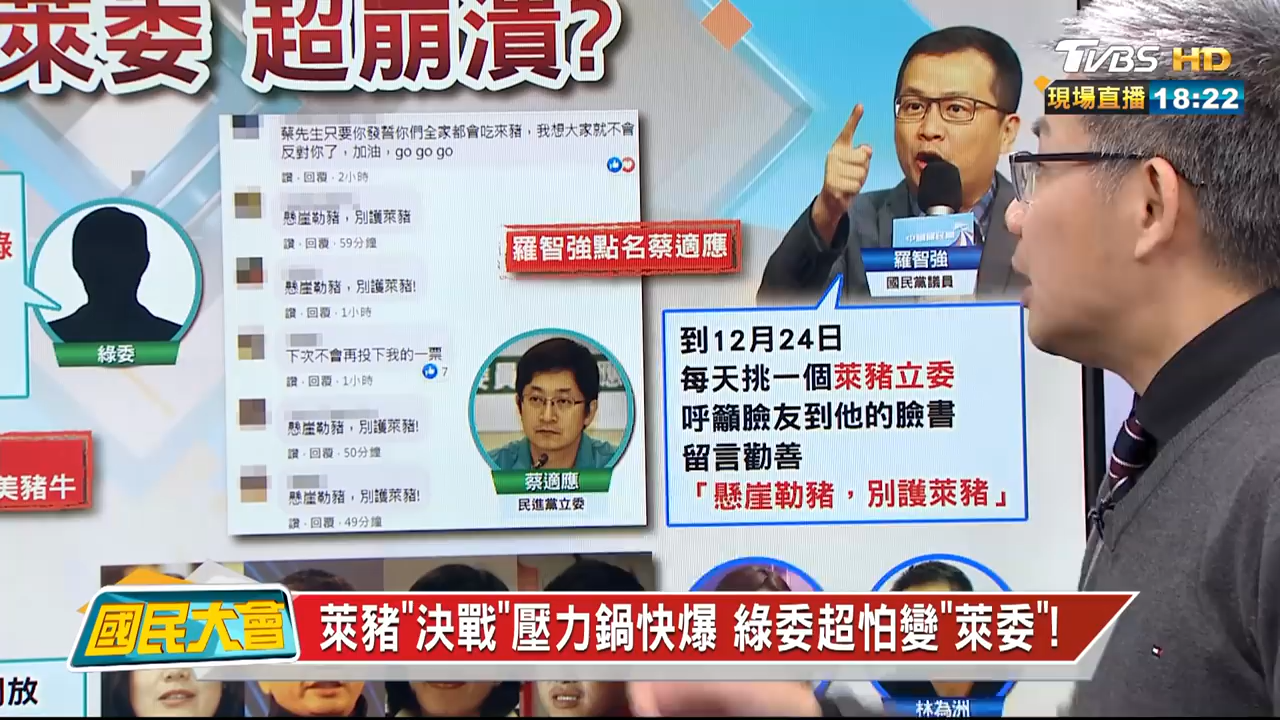 萊委 超崩潰?
TVBS HD
現場直播 18:22
蔡先生只要你發誓你們全家都會吃來豬，我想大家就不會
反對你了，加油，go go go
讚·回覆·2小時
懸崖勒豬，別護萊豬
讚·回覆·59分鐘
懸崖勒豬，別護萊豬!
讚·回覆·1小時
下次不會再投下我的一票
7
讚·回覆·1小時
懸崖勒豬，別護萊豬!
讚·回覆·50分鐘
懸崖勒豬，別護萊豬!
讚·回覆·49分鐘
綠委
美豬牛
羅智強點名蔡適應
蔡適應
民進黨立委
中國國民黨
羅智強
國民黨議員
到12月24日
每天挑一個萊豬立委
呼籲臉友到他的臉書
留言勸善
「懸崖勒豬，別護萊豬」
國民大會
萊豬"決戰"壓力鍋快爆 綠委超怕變"萊委"!
林為洲